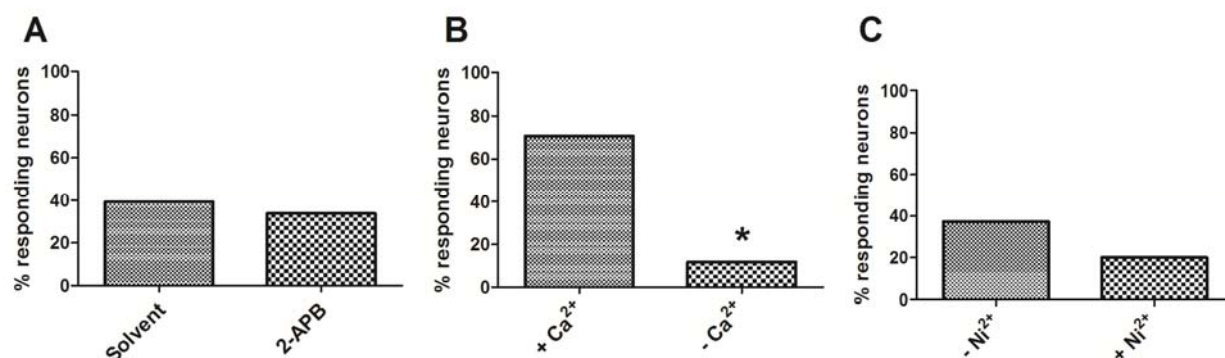 A
% responding neurons
100
80
60
40
20
0
Solvent
2-APB
B
% responding neurons
100
80
60
40
20
0
*
+ Ca²⁺
- Ca²⁺
C
% responding neurons
100
80
60
40
20
0
- Ni²⁺
+ Ni²⁺